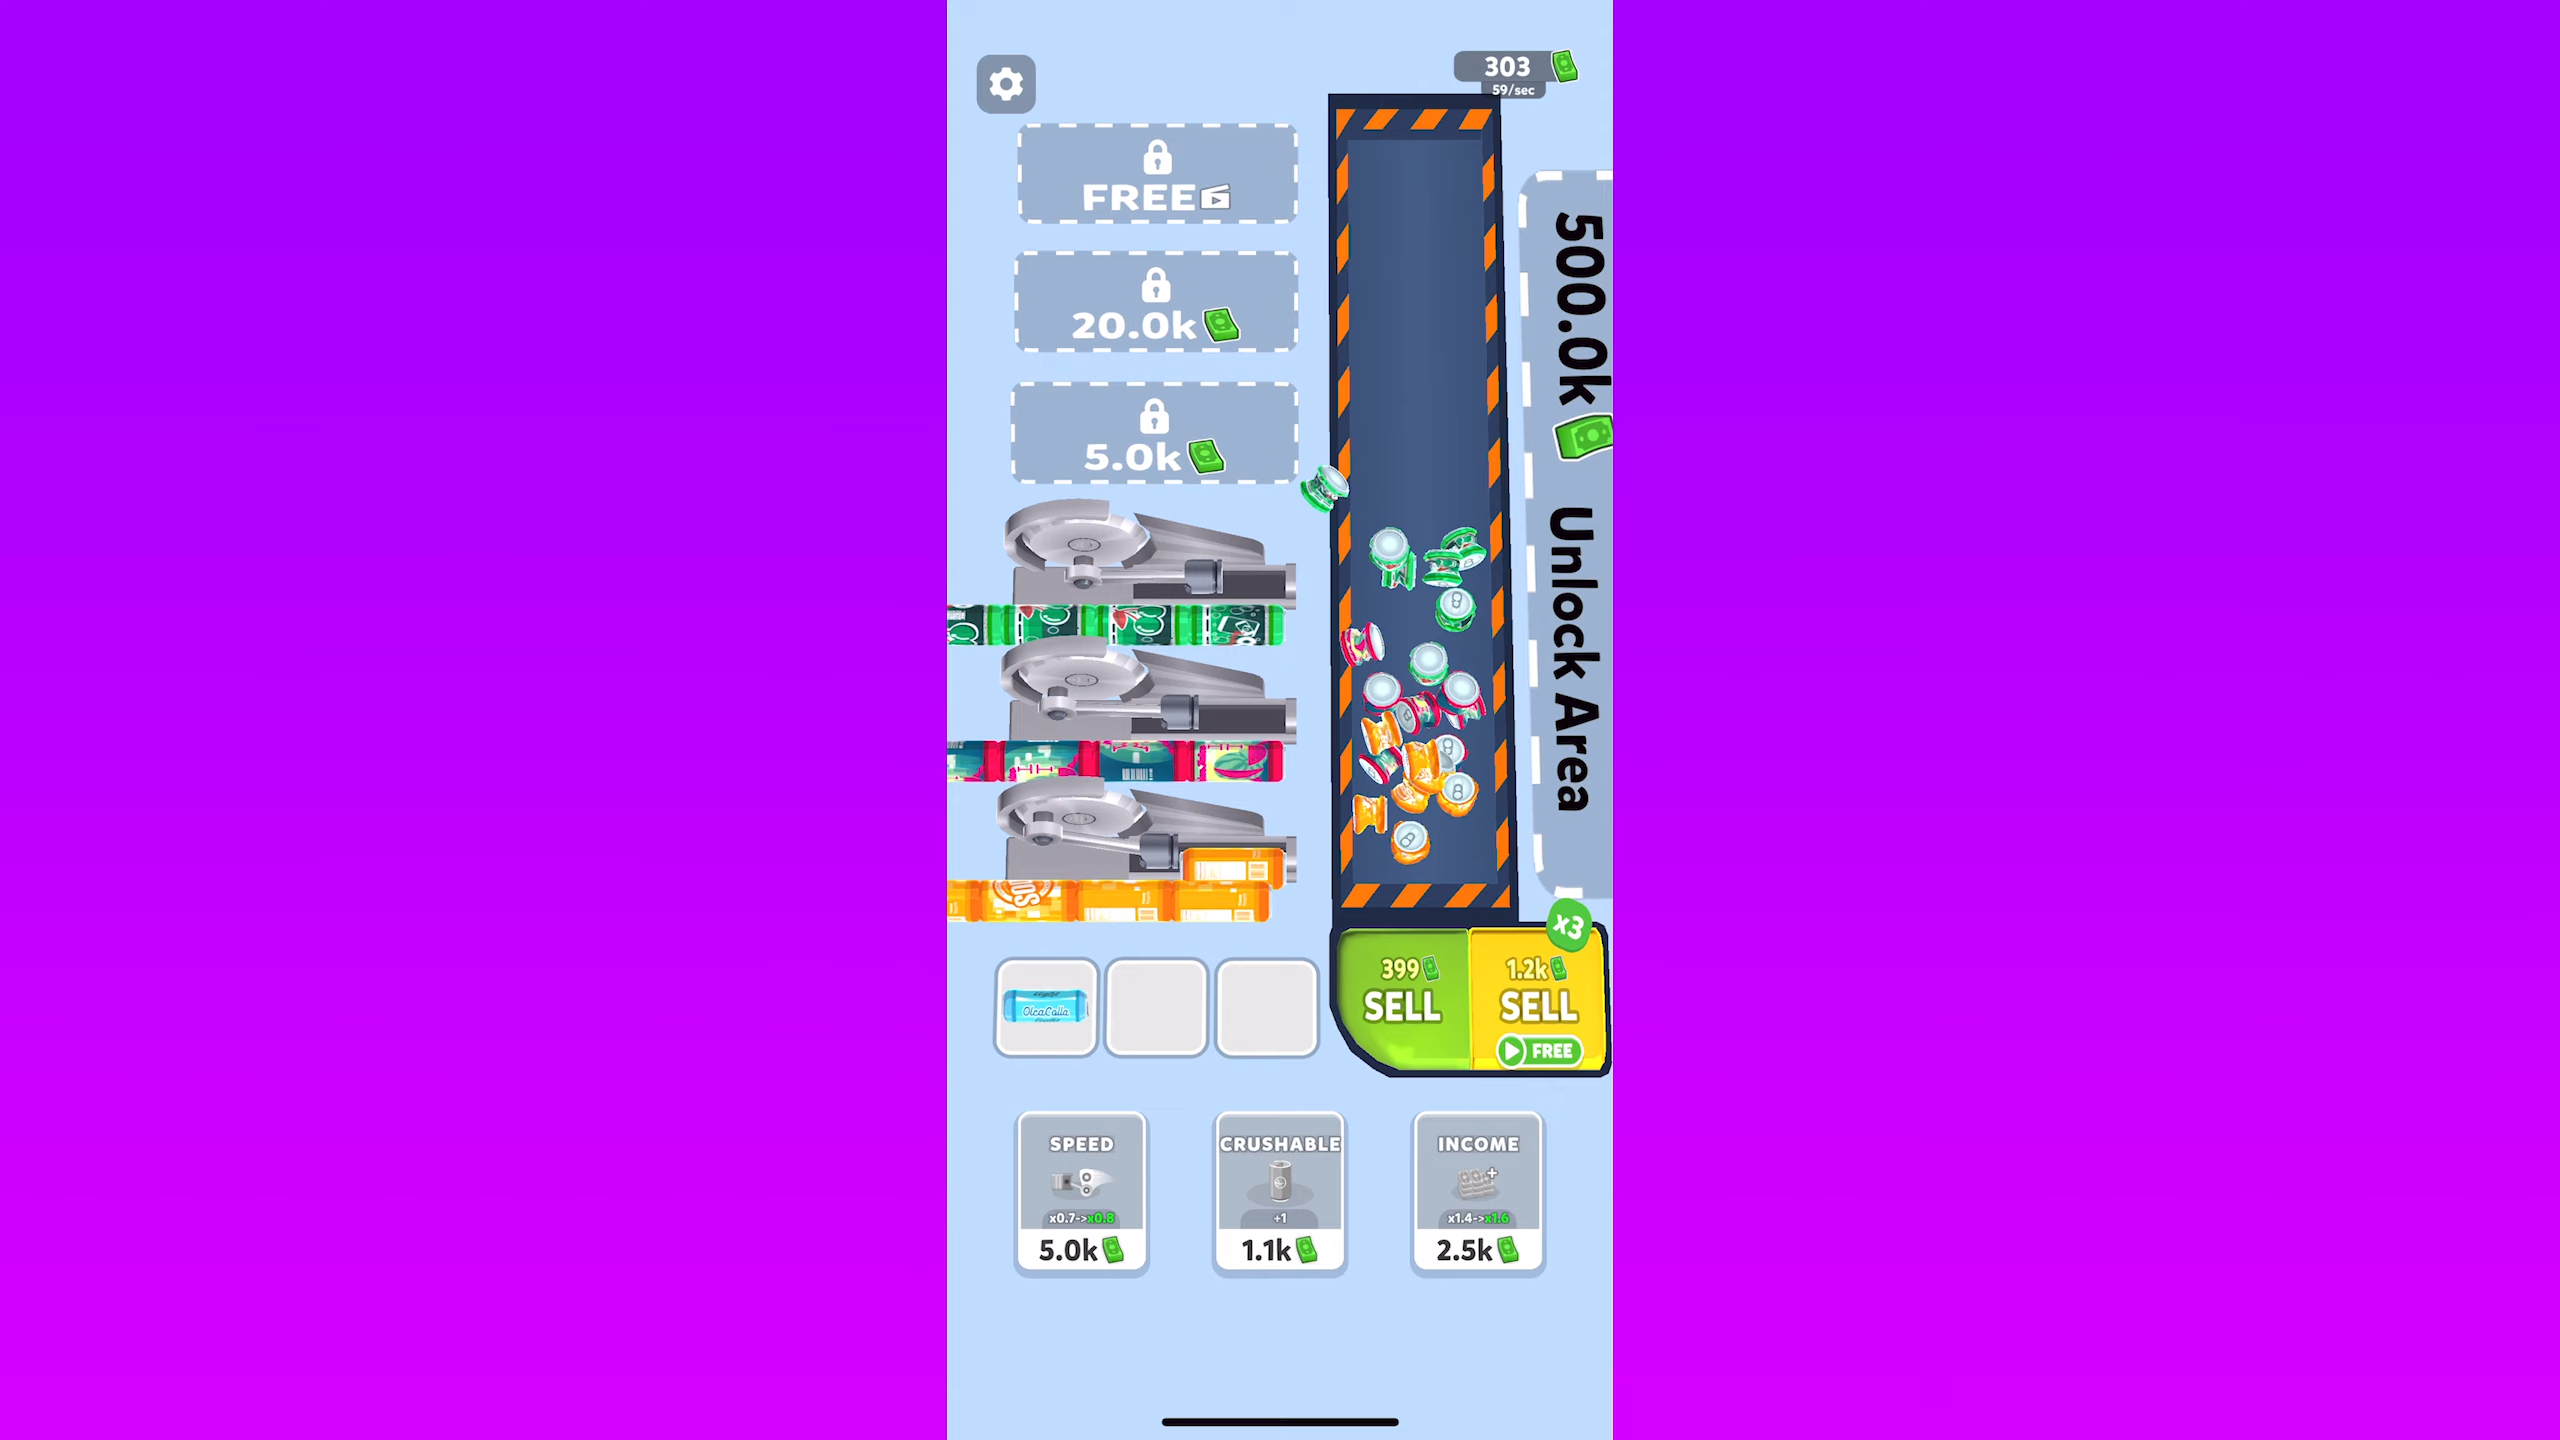 303
59/sec
FREE
20.0k
5.0k
500.0k Unlock Area
OlcaColla
x3
399
SELL
1.2k
SELL
FREE
SPEED
x0.7->x0.8
5.0k
CRUSHABLE
+1
1.1k
INCOME
x1.4->x1.6
2.5k